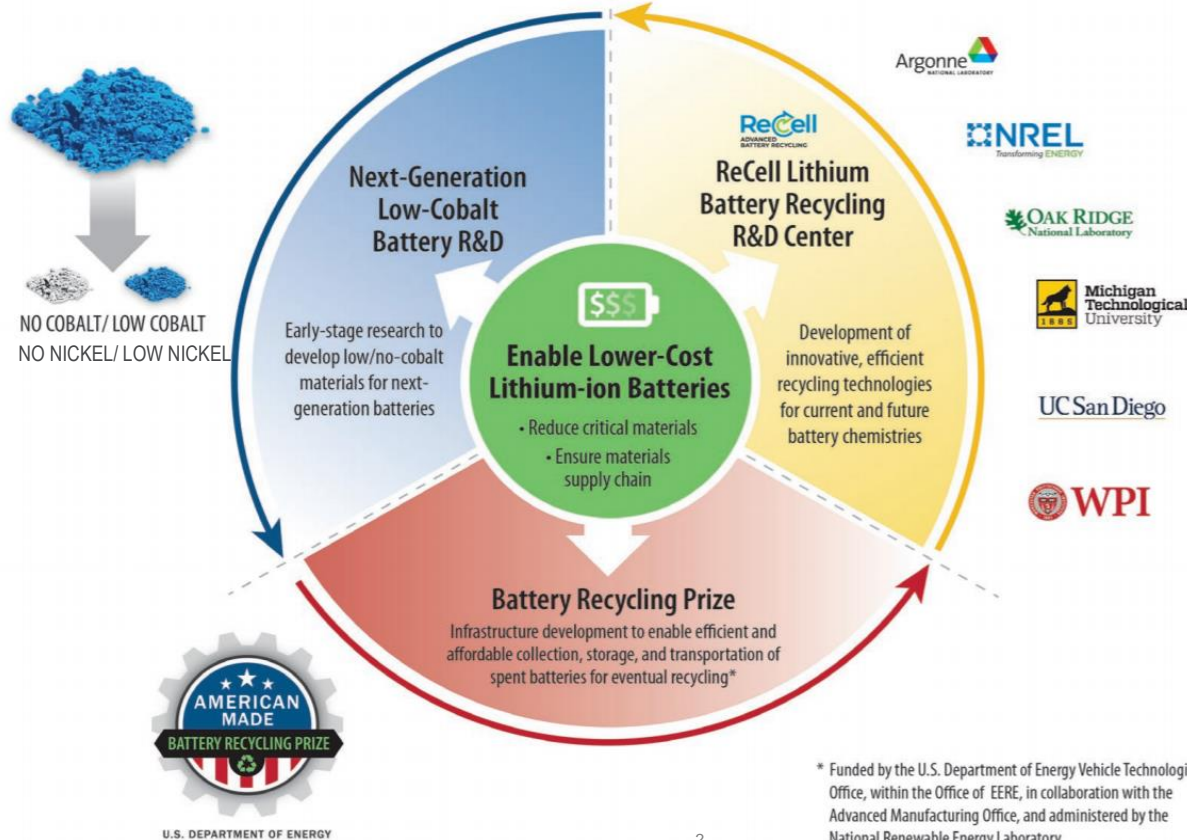 NO COBALT/ LOW COBALT
NO NICKEL/ LOW NICKEL
Next-Generation
Low-Cobalt
Battery R&D
Early-stage research to
develop low/no-cobalt
materials for next-
generation batteries
ReCell
ADVANCED
BATTERY RECYCLING
ReCell Lithium
Battery Recycling
R&D Center
Development of
innovative, efficient
recycling technologies
for current and future
battery chemistries
$$$
Enable Lower-Cost
Lithium-ion Batteries
• Reduce critical materials
• Ensure materials
supply chain
Battery Recycling Prize
Infrastructure development to enable efficient and
affordable collection, storage, and transportation of
spent batteries for eventual recycling*
Argonne
NATIONAL LABORATORY
NREL
Transforming ENERGY
OAK RIDGE
National Laboratory
Michigan
Technological
University
1885
UC San Diego
WPI
AMERICAN
MADE
BATTERY RECYCLING PRIZE
U.S. DEPARTMENT OF ENERGY
2
* Funded by the U.S. Department of Energy Vehicle Technologi
Office, within the Office of EERE, in collaboration with the
Advanced Manufacturing Office, and administered by the
National Renewable Energy Laboratory